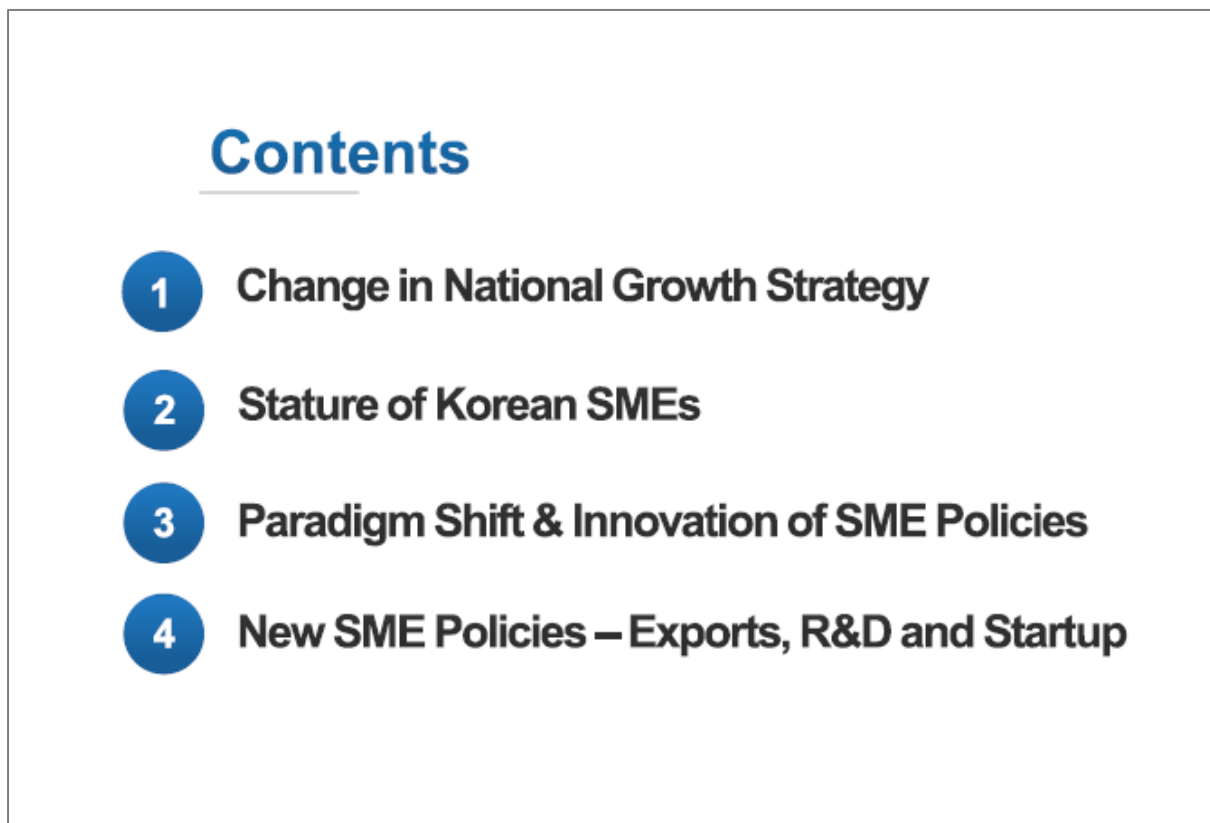 Contents
1 Change in National Growth Strategy
2 Stature of Korean SMEs
3 Paradigm Shift & Innovation of SME Policies
4 New SME Policies – Exports, R&D and Startup